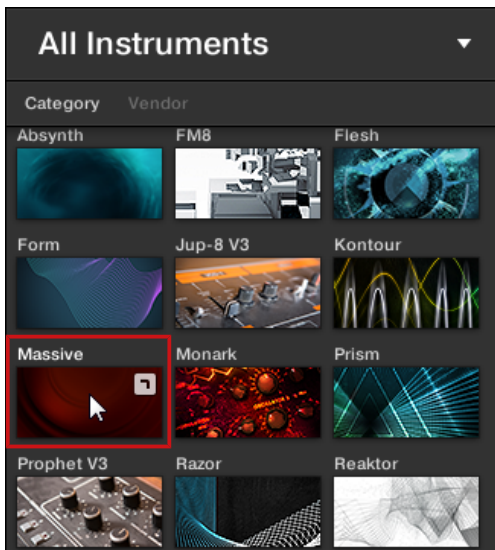 All Instruments
Category Vendor
Absynth FM8 Flesh
Form Jup-8 V3 Kontour
Massive Monark Prism
Prophet V3 Razor Reaktor